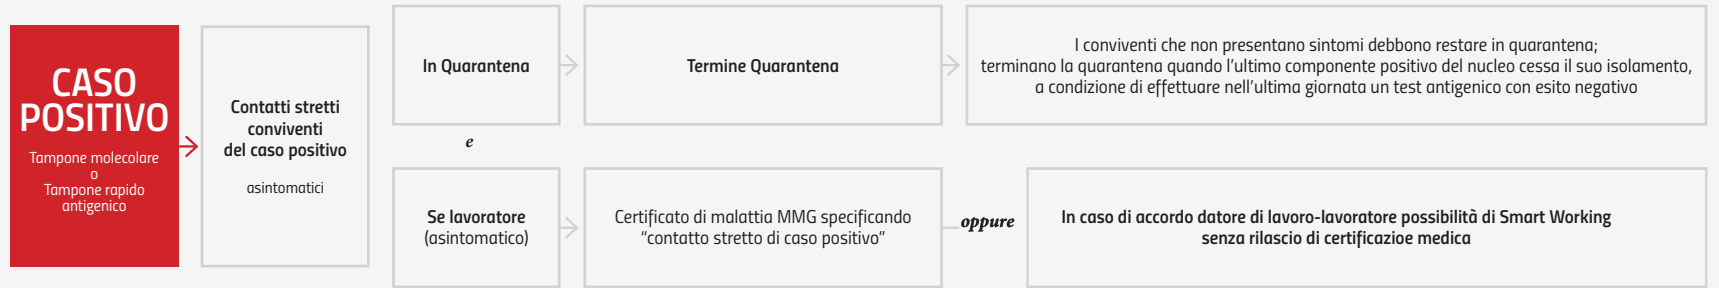 CASO
POSITIVO
Tampone molecolare
o
Tampone rapido
antigenico
Contatti stretti
conviventi
del caso positivo
asintomatici
In Quarantena
Termine Quarantena
I conviventi che non presentano sintomi debbono restare in quarantena;
terminano la quarantena quando l'ultimo componente positivo del nucleo cessa il suo isolamento,
a condizione di effettuare nell'ultima giornata un test antigenico con esito negativo
e
Se lavoratore
(asintomatico)
Certificato di malattia MMG specificando
"contatto stretto di caso positivo"
oppure
In caso di accordo datore di lavoro-lavoratore possibilità di Smart Working
senza rilascio di certificazioe medica